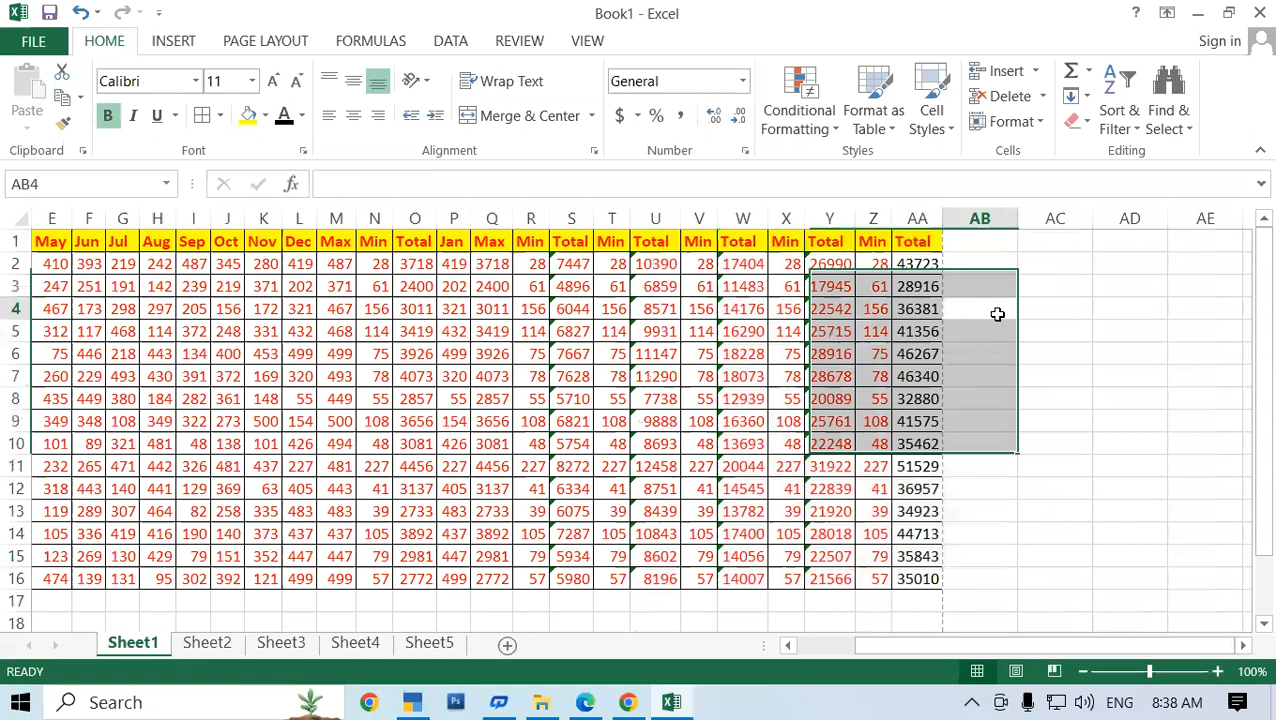 Book1 - Excel
?
FILE HOME INSERT PAGE LAYOUT FORMULAS DATA REVIEW VIEW Sign in
Paste Calibri 11 Wrap Text General Conditional Formatting Format as Table Cell Styles Insert Delete Format Sort & Filter Find & Select
B I U A Merge & Center $ % ,
Clipboard Font Alignment Number Styles Cells Editing
AB4 fx
E F G H I J K L M N O P Q R S T U V W X Y Z AA AB AC AD AE
1 May Jun Jul Aug Sep Oct Nov Dec Max Min Total Jan Max Min Total Min Total Min Total Min Total Min Total
2 410 393 219 242 487 345 280 419 487 28 3718 419 3718 28 7447 28 10390 28 17404 28 26990 28 43723
3 247 251 191 142 239 219 371 202 371 61 2400 202 2400 61 4896 61 6859 61 11483 61 17945 61 28916
4 467 173 298 297 205 156 172 321 467 156 3011 321 3011 156 6044 156 8571 156 14176 156 22542 156 36381
5 312 117 468 114 372 248 331 432 468 114 3419 432 3419 114 6827 114 9931 114 16290 114 25715 114 41356
6 75 446 218 443 134 400 453 499 499 75 3926 499 3926 75 7667 75 11147 75 18228 75 28916 75 46267
7 260 229 493 430 391 372 169 320 493 78 4073 320 4073 78 7628 78 11290 78 18073 78 28678 78 46340
8 435 449 380 184 282 361 148 55 449 55 2857 55 2857 55 5710 55 7738 55 12939 55 20089 55 32880
9 349 348 108 349 322 273 500 154 500 108 3656 154 3656 108 6821 108 9888 108 16360 108 25761 108 41575
10 101 89 321 481 48 138 101 426 494 48 3081 426 3081 48 5754 48 8693 48 13693 48 22248 48 35462
11 232 265 471 442 326 481 437 227 481 227 4456 227 4456 227 8272 227 12458 227 20044 227 31922 227 51529
12 318 443 140 441 129 369 63 405 443 41 3137 405 3137 41 6334 41 8751 41 14545 41 22839 41 36957
13 119 289 307 464 82 258 335 483 483 39 2733 483 2733 39 6075 39 8439 39 13782 39 21920 39 34923
14 105 336 419 416 190 140 373 437 437 105 3892 437 3892 105 7287 105 10843 105 17400 105 28018 105 44713
15 123 269 130 429 79 151 352 447 447 79 2981 447 2981 79 5934 79 8602 79 14056 79 22507 79 35843
16 474 139 131 95 302 392 121 499 499 57 2772 499 2772 57 5980 57 8196 57 14007 57 21566 57 35010
17
18
Sheet1 Sheet2 Sheet3 Sheet4 Sheet5
READY 100%
Search Ps ENG 8:38 AM